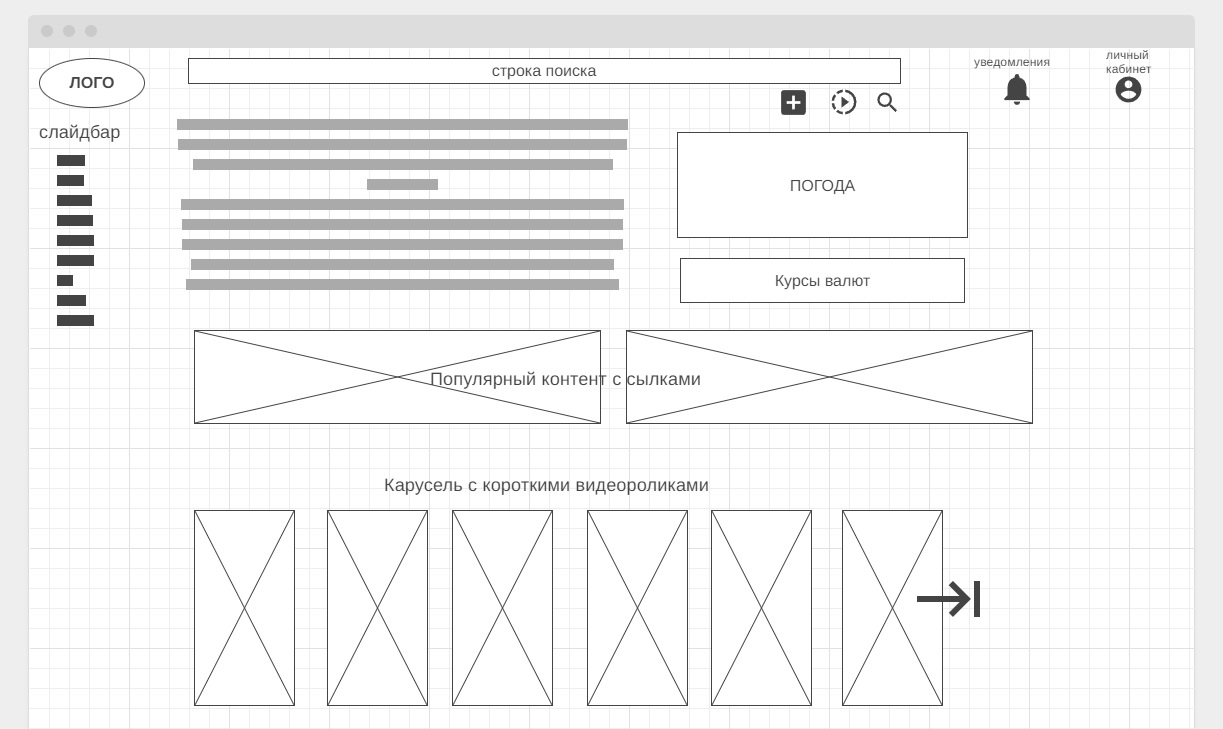 ЛОГО
строка поиска
уведомления
личный
кабинет
слайдбар
ПОГОДА
Курсы валют
Популярный контент с сылками
Карусель с короткими видеороликами